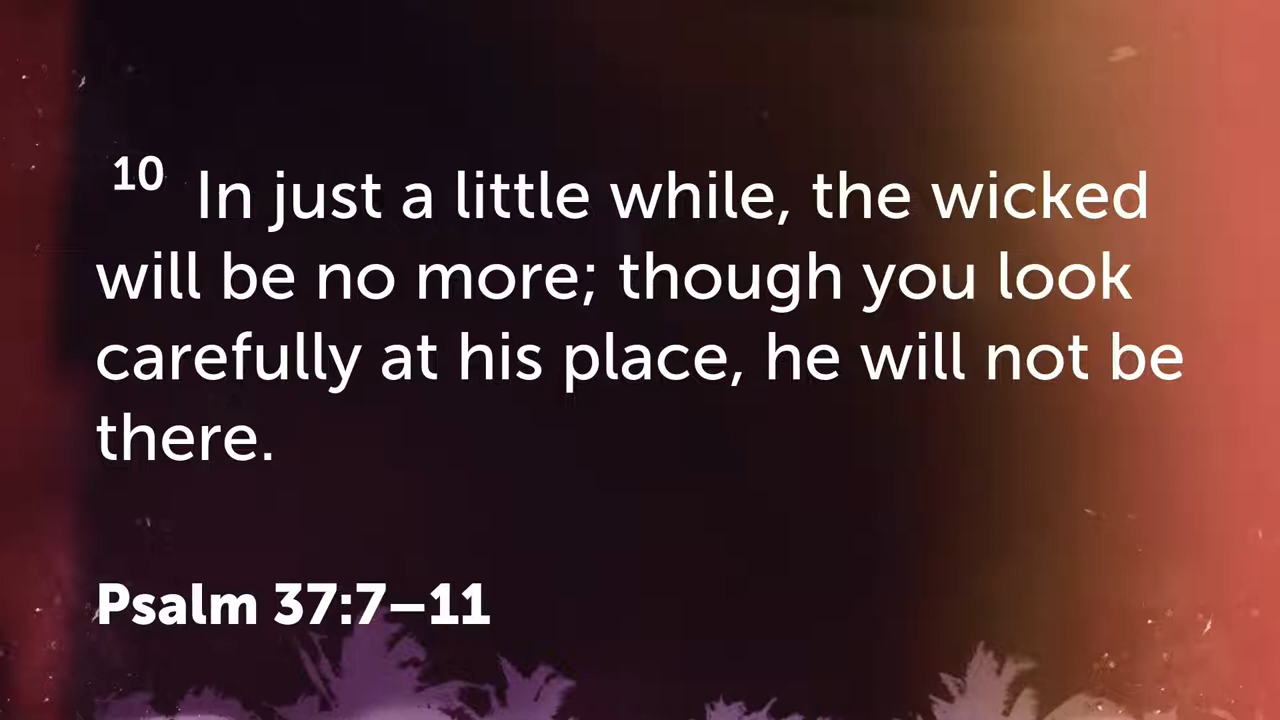 10 In just a little while, the wicked
will be no more; though you look
carefully at his place, he will not be
there.
Psalm 37:7–11